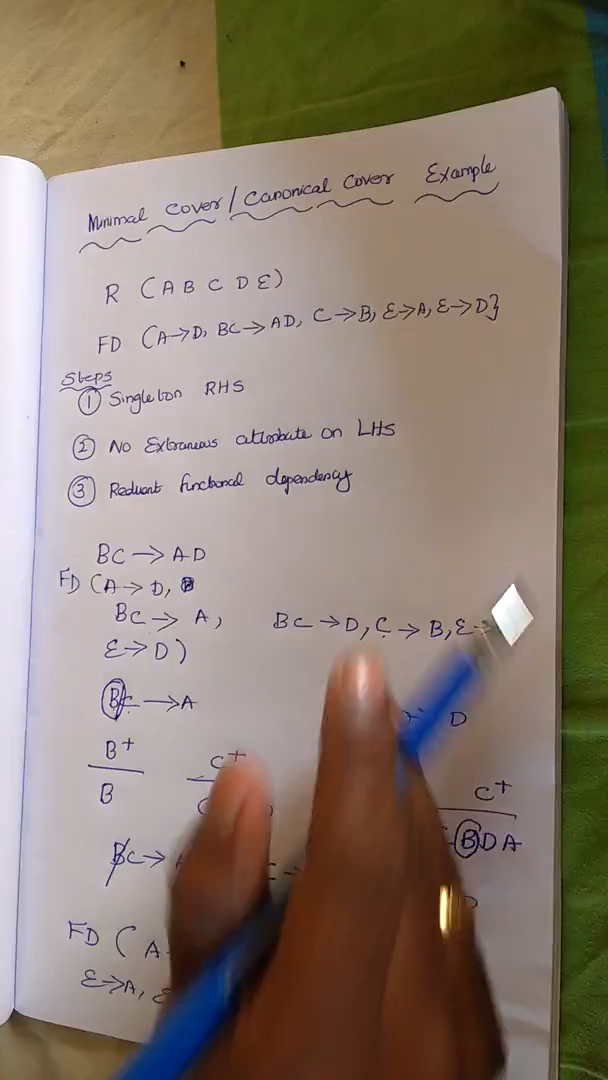 Minimal Cover / Canonical Cover Example
R (A B C D E)
FD (A→D, BC→AD, C→B, E→A, E→D}
Steps
① Singleton RHS
② No Extraneous attribute on LHS
③ Reduant functional dependency
BC → AD
FD (A → D,
BC → A, BC → D, C → B, E →
E → D)
BC → A
D
B+ C+ C+
B BDA
BC → C →
FD ( A
E→A, E